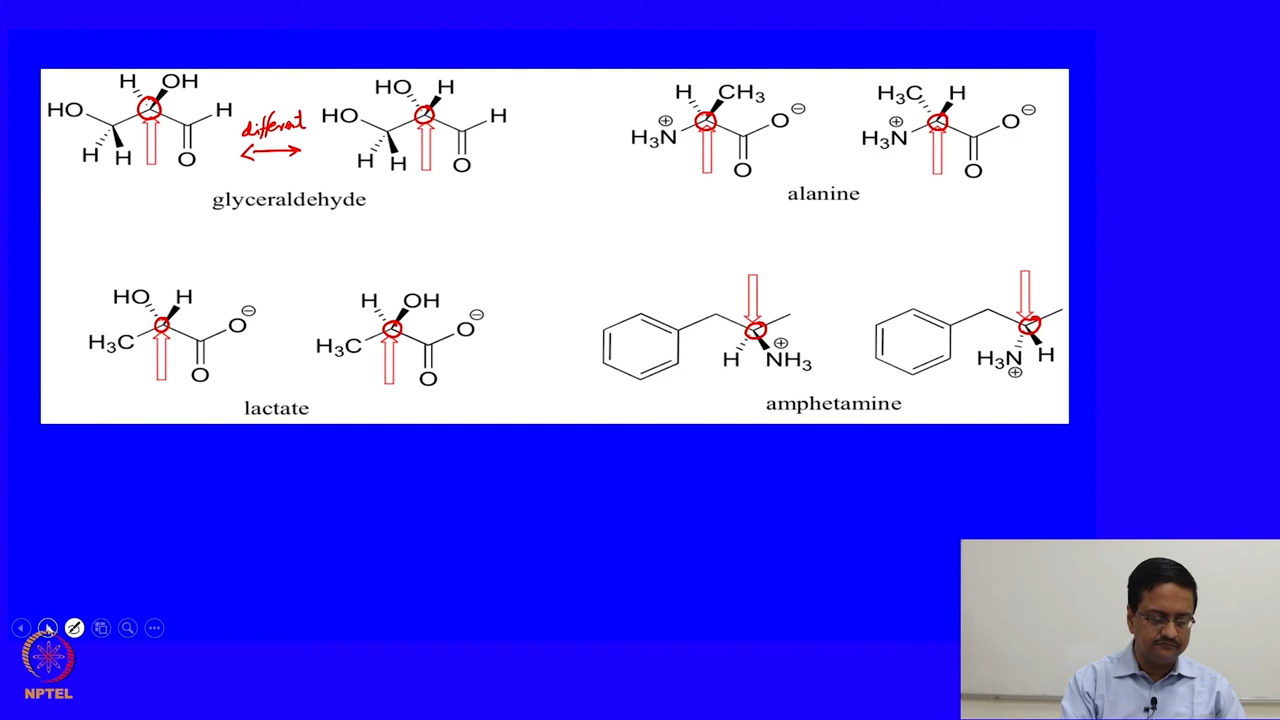 H OH
HO H
H H O
different
HO H
HO H
H H O
glyceraldehyde
H CH3
⊕ O ⊖
H3N
O
H3C H
⊕ O ⊖
H3N
O
alanine
HO H
⊖
O
H3C
O
H OH
⊖
O
H3C
O
lactate
⊕
H NH3
H3N H
⊕
amphetamine
NPTEL